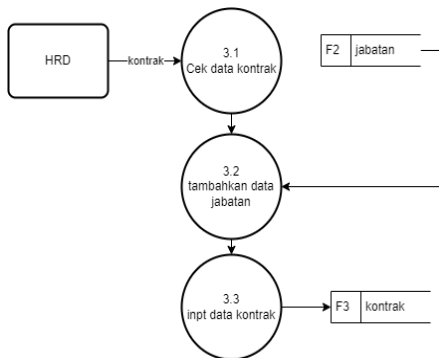 HRD
kontrak
3.1
Cek data kontrak
F2 jabatan
3.2
tambahkan data
jabatan
3.3
inpt data kontrak
F3 kontrak